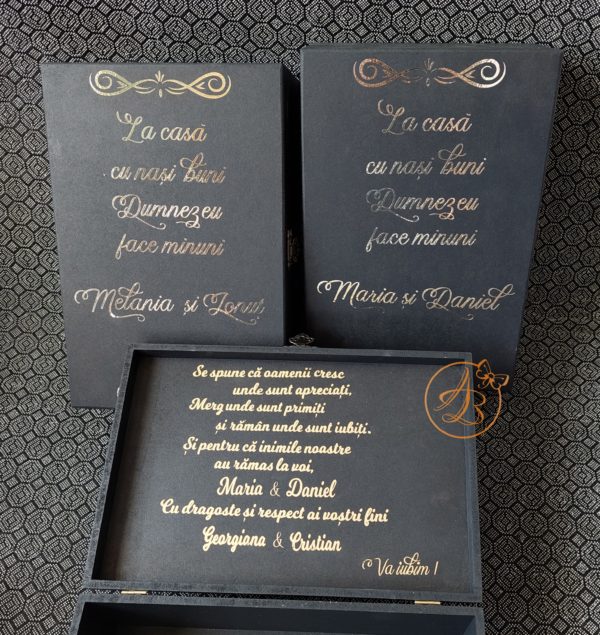 La casă
cu nași buni
Dumnezeu
face minuni
Melania și Ionuț
La casă
cu nași buni
Dumnezeu
face minuni
Maria și Daniel
Se spune că oamenii cresc
unde sunt apreciați,
Merg unde sunt primiți
și rămân unde sunt iubiți.
Și pentru că inimile noastre
au rămas la voi,
Maria & Daniel
Cu dragoste și respect ai voștri fini
Georgiana & Cristian
Va iubim !